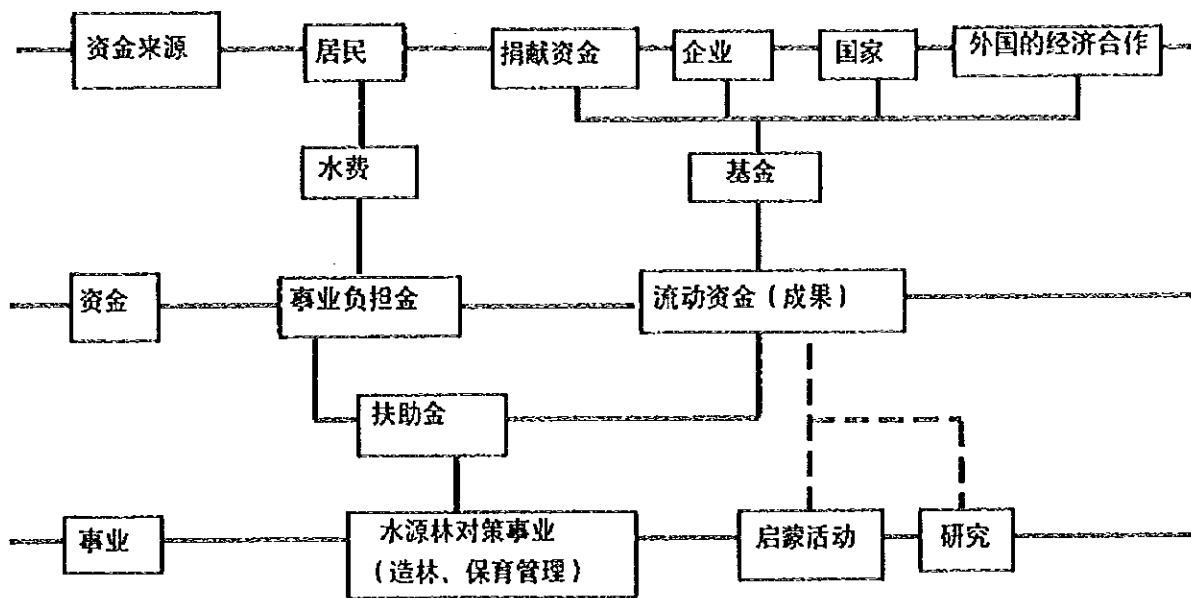 资金来源
居民
捐献资金
企业
国家
外国的经济合作
水费
基金
资金
事业负担金
流动资金（成果）
扶助金
事业
水源林对策事业
（造林、保育管理）
启蒙活动
研究